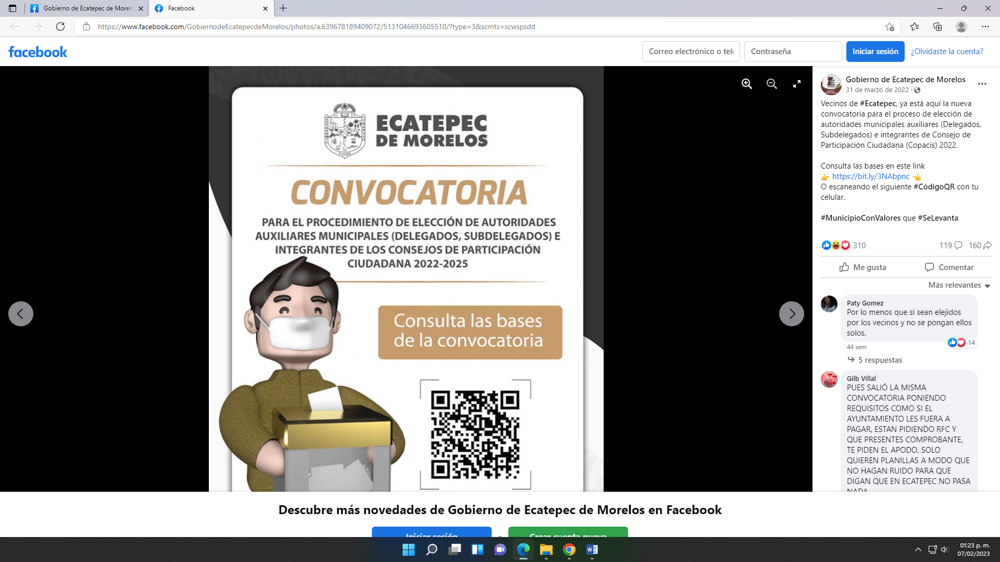 Gobierno de Ecatepec de Morelo
Facebook
https://www.facebook.com/GobiernodeEcatepecdeMorelos/photos/a.639678189409072/5131046693605510/?type=3&scmts=scwspsdd
facebook
Correo electrónico o tel
Contraseña
Iniciar sesión
¿Olvidaste la cuenta?
UNIÓN
ECATEPEC
DE MORELOS
CONVOCATORIA
PARA EL PROCEDIMIENTO DE ELECCIÓN DE AUTORIDADES
AUXILIARES MUNICIPALES (DELEGADOS, SUBDELEGADOS) E
INTEGRANTES DE LOS CONSEJOS DE PARTICIPACIÓN
CIUDADANA 2022-2025
Consulta las bases
de la convocatoria
Gobierno de Ecatepec de Morelos
31 de marzo de 2022 ·
Vecinos de #Ecatepec, ya está aquí la nueva
convocatoria para el proceso de elección de
autoridades municipales auxiliares (Delegados,
Subdelegados) e integrantes de Consejo de
Participación Ciudadana (Copacis) 2022.
Consulta las bases en este link
👉 https://bit.ly/3NAbpnc 👈
O escaneando el siguiente #CódigoQR con tu
celular.
#MunicipioConValores que #SeLevanta
310
119
160
Me gusta
Comentar
Más relevantes
Paty Gomez
Por lo menos que si sean elejidos
por los vecinos y no se pongan ellos
solos.
14
44 sem
5 respuestas
Gilb Villal
PUES SALIÓ LA MISMA
CONVOCATORIA PONIENDO
REQUISITOS COMO SI EL
AYUNTAMIENTO LES FUERA A
PAGAR, ESTAN PIDIENDO RFC Y
QUE PRESENTES COMPROBANTE,
TE PIDEN EL APODO, SOLO
QUIEREN PLANILLAS A MODO QUE
NO HAGAN RUIDO PARA QUE
DIGAN QUE EN ECATEPEC NO PASA
NADA
Descubre más novedades de Gobierno de Ecatepec de Morelos en Facebook
Iniciar sesión
o
Crear cuenta nueva
01:23 p. m.
07/02/2023